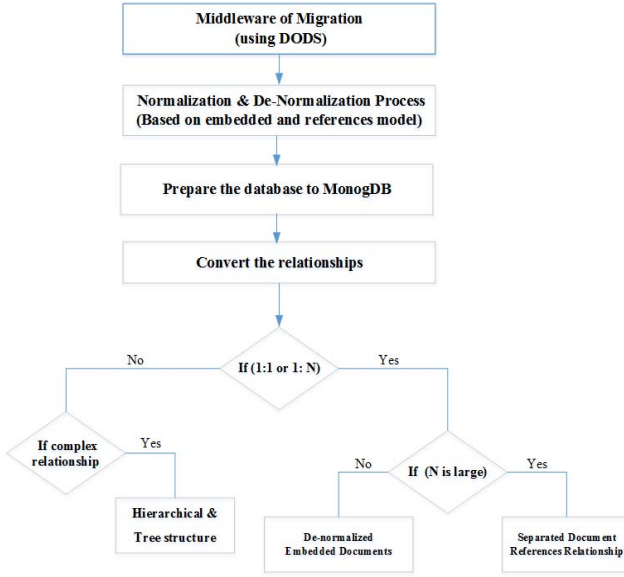 Middleware of Migration
(using DODS)
Normalization & De-Normalization Process
(Based on embedded and references model)
Prepare the database to MonogDB
Convert the relationships
If (1:1 or 1: N)
No
Yes
If complex
relationship
Yes
If (N is large)
No
Yes
Hierarchical &
Tree structure
De-normalized
Embedded Documents
Separated Document
References Relationship